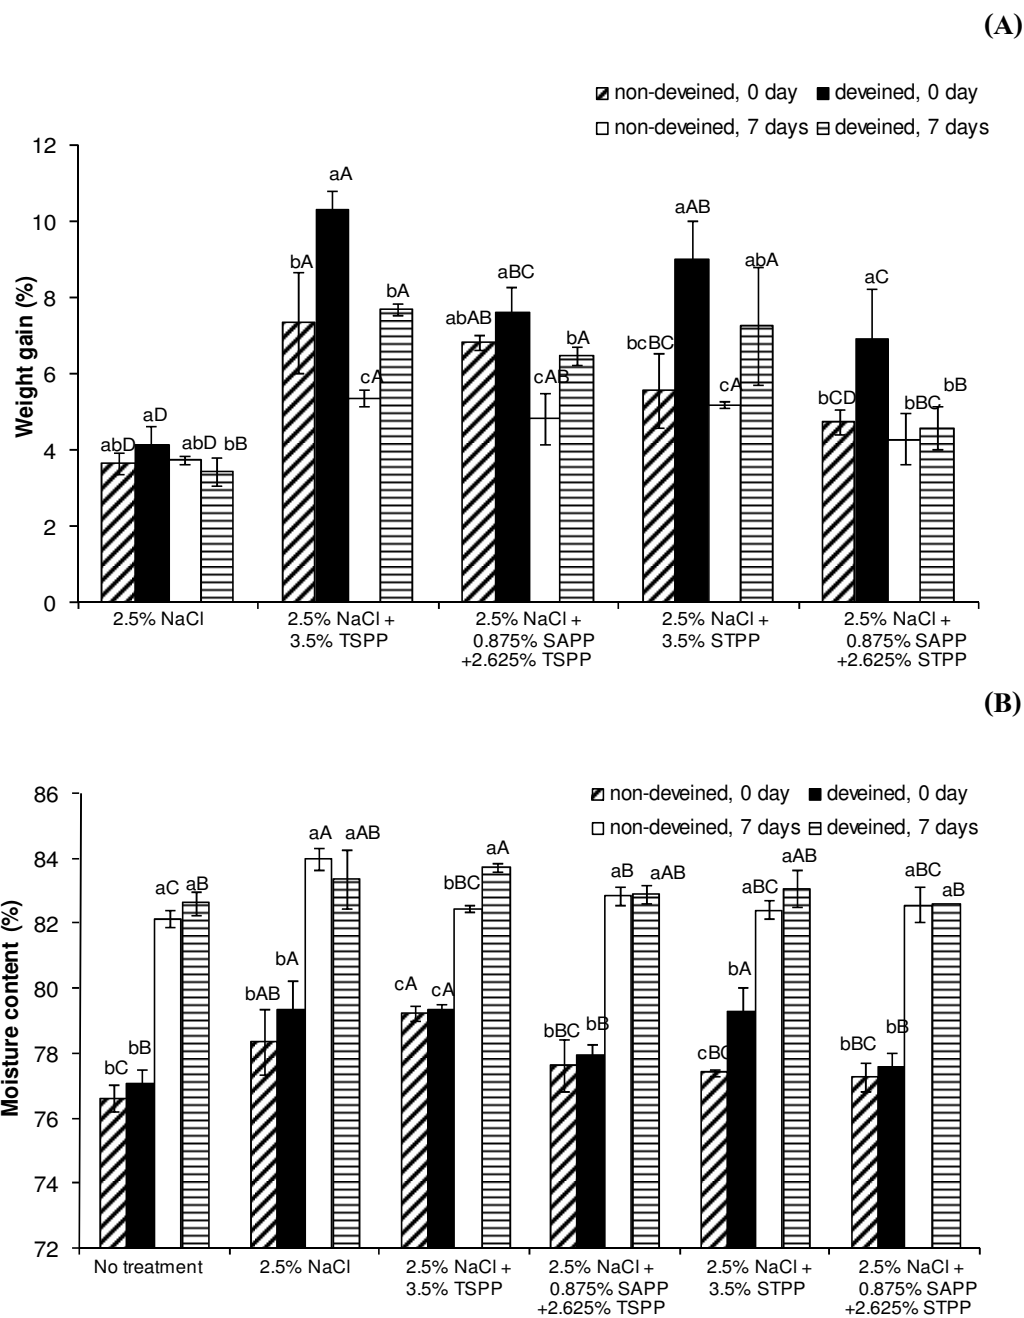 (A)
non-deveined, 0 day deveined, 0 day
non-deveined, 7 days deveined, 7 days
Weight gain (%)
12
10
8
6
4
2
0
abD aD abD bB
bA aA cA bA
abAB aBC cAB bA
bcBC aAB cA abA
bCD aC bBC bB
2.5% NaCl
2.5% NaCl +
3.5% TSPP
2.5% NaCl +
0.875% SAPP
+2.625% TSPP
2.5% NaCl +
3.5% STPP
2.5% NaCl +
0.875% SAPP
+2.625% STPP
(B)
non-deveined, 0 day deveined, 0 day
non-deveined, 7 days deveined, 7 days
Moisture content (%)
86
84
82
80
78
76
74
72
bC bB aC aB
bAB bA aA aAB
cA cA bBC aA
bBC bB aB aAB
cBC bA aBC aAB
bBC bB aBC aB
No treatment
2.5% NaCl
2.5% NaCl +
3.5% TSPP
2.5% NaCl +
0.875% SAPP
+2.625% TSPP
2.5% NaCl +
3.5% STPP
2.5% NaCl +
0.875% SAPP
+2.625% STPP